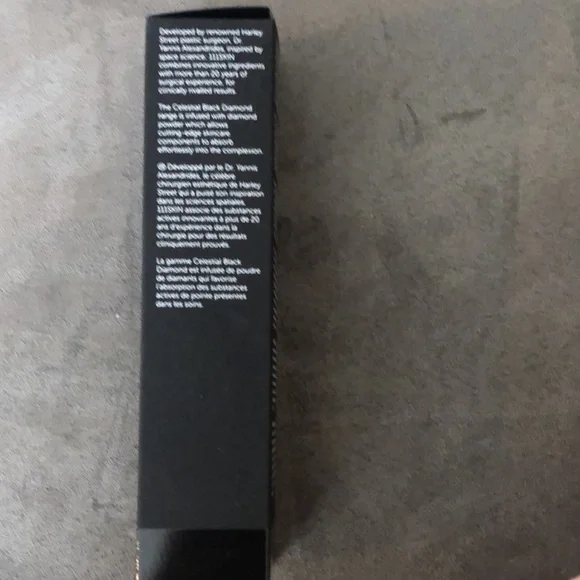 Developed by renowned Harley
Street plastic surgeon, Dr
Yannis Alexandrides, inspired by
space science, 111SKIN
combines innovative ingredients
with more than 20 years of
surgical experience, for
clinically rivalled results.
The Celestial Black Diamond
range is infused with diamond
powder which allows
cutting-edge skincare
components to absorb
effortlessly into the complexion.
Développé par le Dr. Yannis
Alexandrides, le célèbre
chirurgien esthétique de Harley
Street qui a puisé son inspiration
dans les sciences spatiales,
111SKIN associe des substances
actives innovantes à plus de 20
ans d'expérience dans la
chirurgie pour des résultats
cliniquement prouvés.
La gamme Celestial Black
Diamond est infusée de poudre
de diamants qui favorise
l'absorption des substances
actives de pointe présentes
dans les soins.